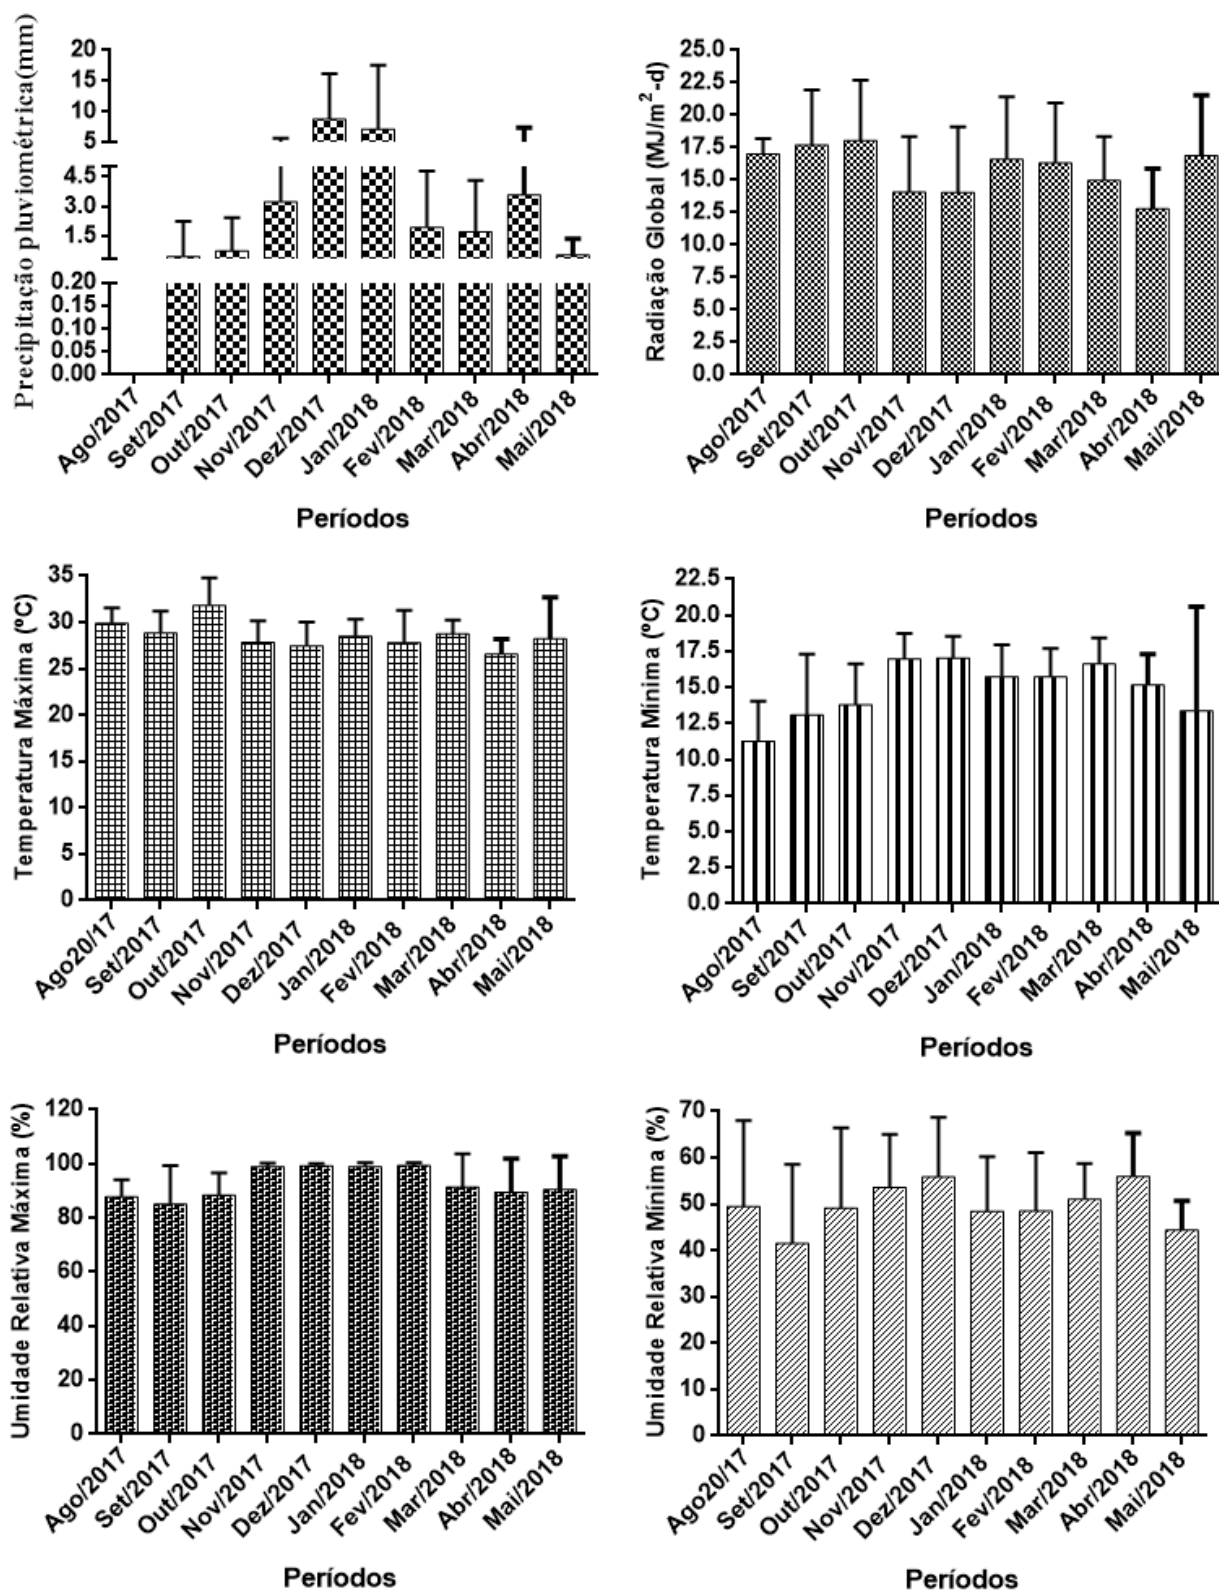 Precipitação pluviométrica(mm)
20
15
10
5
4.5
3.0
1.5
0.20
0.15
0.10
0.05
0.00
Ago/2017
Set/2017
Out/2017
Nov/2017
Dez/2017
Jan/2018
Fev/2018
Mar/2018
Abr/2018
Mai/2018
Períodos
Radiação Global (MJ/m²-d)
25.0
22.5
20.0
17.5
15.0
12.5
10.0
7.5
5.0
2.5
0.0
Ago/2017
Set/2017
Out/2017
Nov/2017
Dez/2017
Jan/2018
Fev/2018
Mar/2018
Abr/2018
Mai/2018
Períodos
Temperatura Máxima (ºC)
35
30
25
20
15
10
5
0
Ago20/17
Set/2017
Out/2017
Nov/2017
Dez/2017
Jan/2018
Fev/2018
Mar/2018
Abr/2018
Mai/2018
Períodos
Temperatura Mínima (ºC)
22.5
20.0
17.5
15.0
12.5
10.0
7.5
5.0
2.5
0.0
Ago/2017
Set/2017
Out/2017
Nov/2017
Dez/2017
Jan/2018
Fev/2018
Mar/2018
Abr/2018
Mai/2018
Períodos
Umidade Relativa Máxima (%)
120
100
80
60
40
20
0
Ago/2017
Set/2017
Out/2017
Nov/2017
Dez/2017
Jan/2018
Fev/2018
Mar/2018
Abr/2018
Mai/2018
Períodos
Umidade Relativa Mínima (%)
70
60
50
40
30
20
10
0
Ago20/17
Set/2017
Out/2017
Nov/2017
Dez/2017
Jan/2018
Fev/2018
Mar/2018
Abr/2018
Mai/2018
Períodos